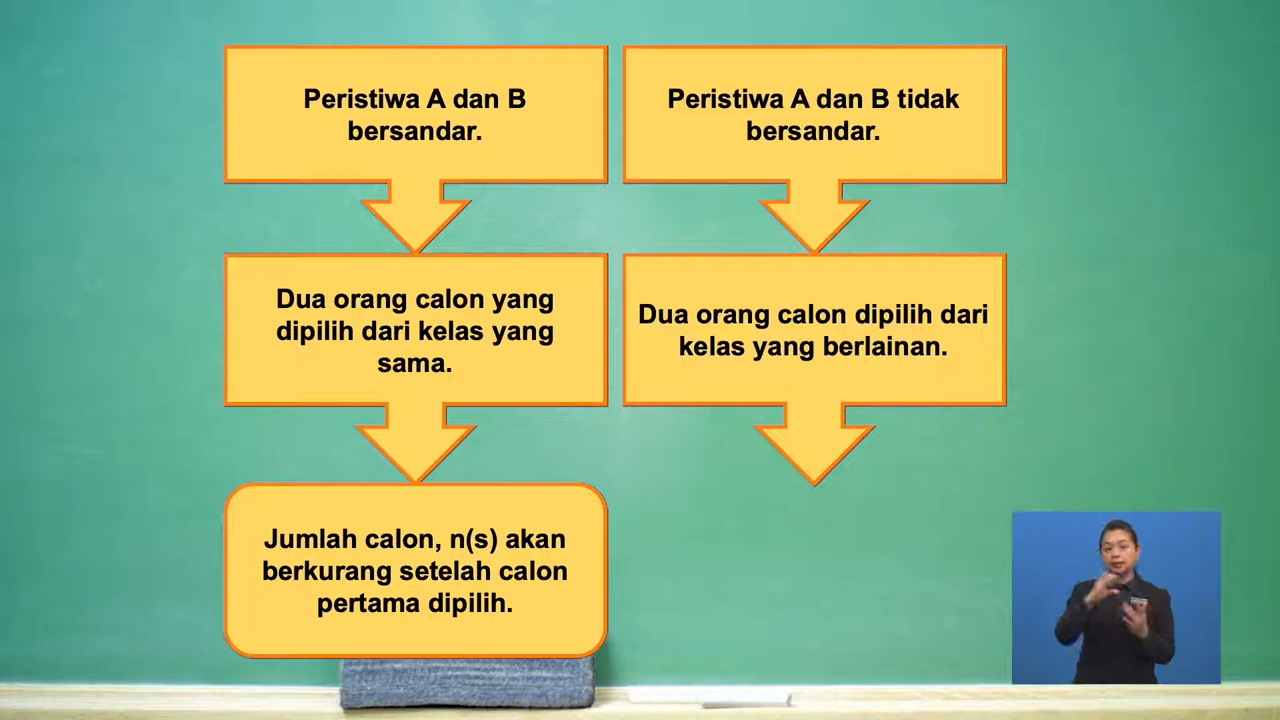 Peristiwa A dan B
bersandar.
Peristiwa A dan B tidak
bersandar.
Dua orang calon yang
dipilih dari kelas yang
sama.
Dua orang calon dipilih dari
kelas yang berlainan.
Jumlah calon, n(s) akan
berkurang setelah calon
pertama dipilih.